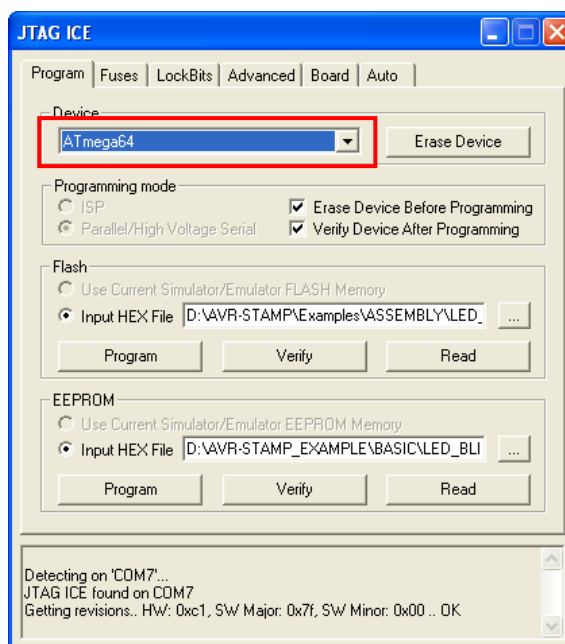 JTAG ICE
Program Fuses LockBits Advanced Board Auto
Device
ATmega64
Erase Device
Programming mode
ISP
Parallel/High Voltage Serial
Erase Device Before Programming
Verify Device After Programming
Flash
Use Current Simulator/Emulator FLASH Memory
Input HEX File D:\AVR-STAMP\Examples\ASSEMBLY\LED_ ...
Program Verify Read
EEPROM
Use Current Simulator/Emulator EEPROM Memory
Input HEX File D:\AVR-STAMP_EXAMPLE\BASIC\LED_BLI ...
Program Verify Read
Detecting on 'COM7'...
JTAG ICE found on COM7
Getting revisions.. HW: 0xc1, SW Major: 0x7f, SW Minor: 0x00 .. OK